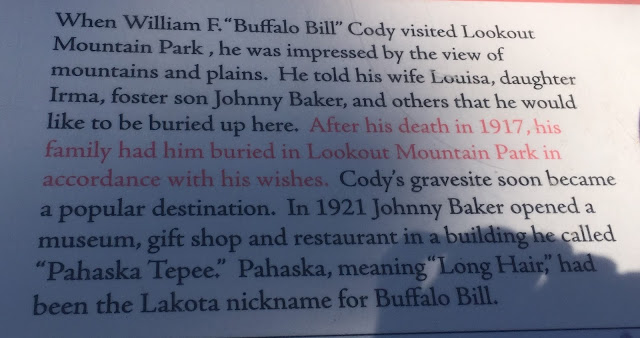 When William F. “Buffalo Bill” Cody visited Lookout
Mountain Park , he was impressed by the view of
mountains and plains. He told his wife Louisa, daughter
Irma, foster son Johnny Baker, and others that he would
like to be buried up here. After his death in 1917, his
family had him buried in Lookout Mountain Park in
accordance with his wishes. Cody’s gravesite soon became
a popular destination. In 1921 Johnny Baker opened a
museum, gift shop and restaurant in a building he called
“Pahaska Tepee.” Pahaska, meaning “Long Hair,” had
been the Lakota nickname for Buffalo Bill.